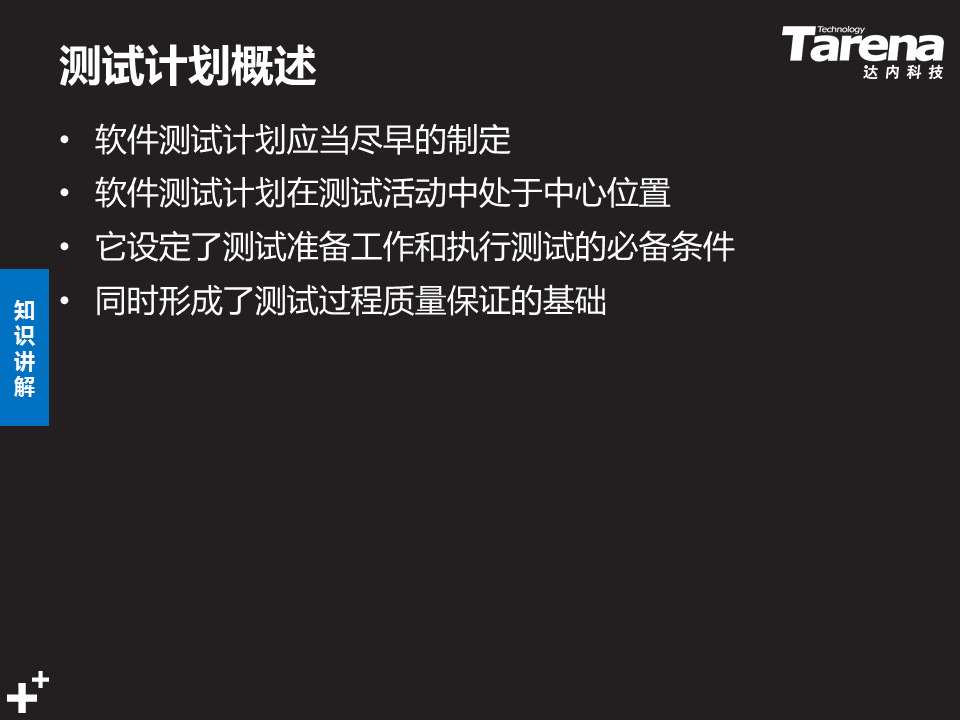 Technology
Tarena
达内科技
测试计划概述
• 软件测试计划应当尽早的制定
• 软件测试计划在测试活动中处于中心位置
• 它设定了测试准备工作和执行测试的必备条件
• 同时形成了测试过程质量保证的基础
知
识
讲
解